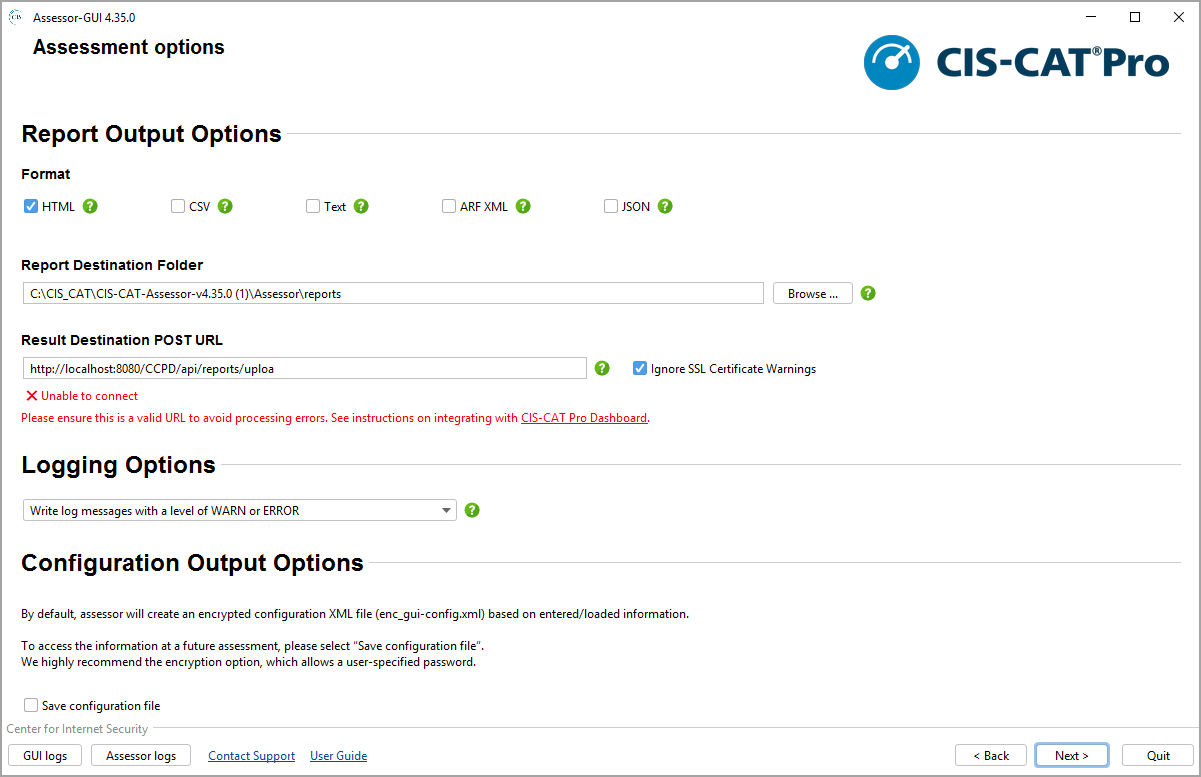 CIS Assessor-GUI 4.35.0
Assessment options
CIS-CAT®Pro
Report Output Options
Format
HTML ? CSV ? Text ? ARF XML ? JSON ?
Report Destination Folder
C:\CIS_CAT\CIS-CAT-Assessor-v4.35.0 (1)\Assessor\reports Browse ... ?
Result Destination POST URL
http://localhost:8080/CCPD/api/reports/uploa ? Ignore SSL Certificate Warnings
Unable to connect
Please ensure this is a valid URL to avoid processing errors. See instructions on integrating with CIS-CAT Pro Dashboard.
Logging Options
Write log messages with a level of WARN or ERROR ?
Configuration Output Options
By default, assessor will create an encrypted configuration XML file (enc_gui-config.xml) based on entered/loaded information.
To access the information at a future assessment, please select “Save configuration file”.
We highly recommend the encryption option, which allows a user-specified password.
Save configuration file
Center for Internet Security
GUI logs Assessor logs Contact Support User Guide < Back Next > Quit